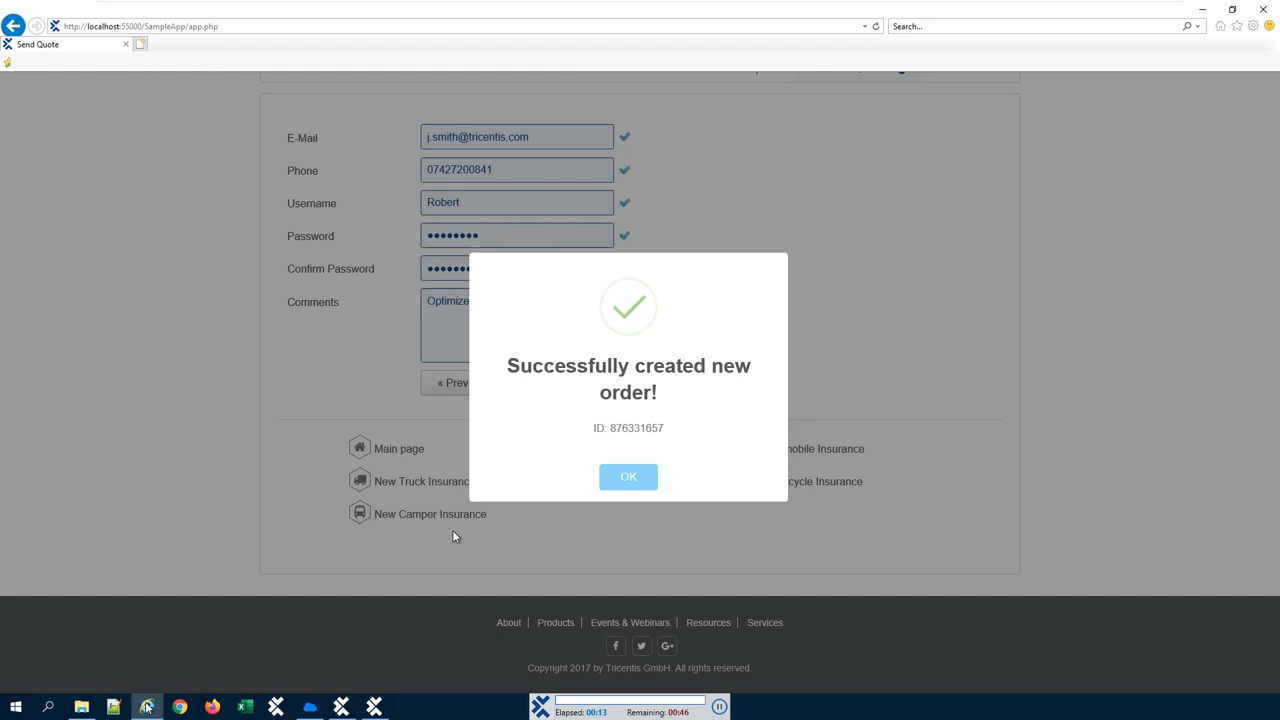 http://localhost:55000/SampleApp/app.php
Search...
Send Quote
E-Mail
j.smith@tricentis.com
Phone
07427200841
Username
Robert
Password
●●●●●●●●
Confirm Password
Comments
Optimize
« Prev
Successfully created new
order!
ID: 876331657
OK
Main page
mobile Insurance
New Truck Insuranc
cycle Insurance
New Camper Insurance
About | Products | Events & Webinars | Resources | Services
Copyright 2017 by Tricentis GmbH. All rights reserved.
Elapsed: 00:13 Remaining: 00:46